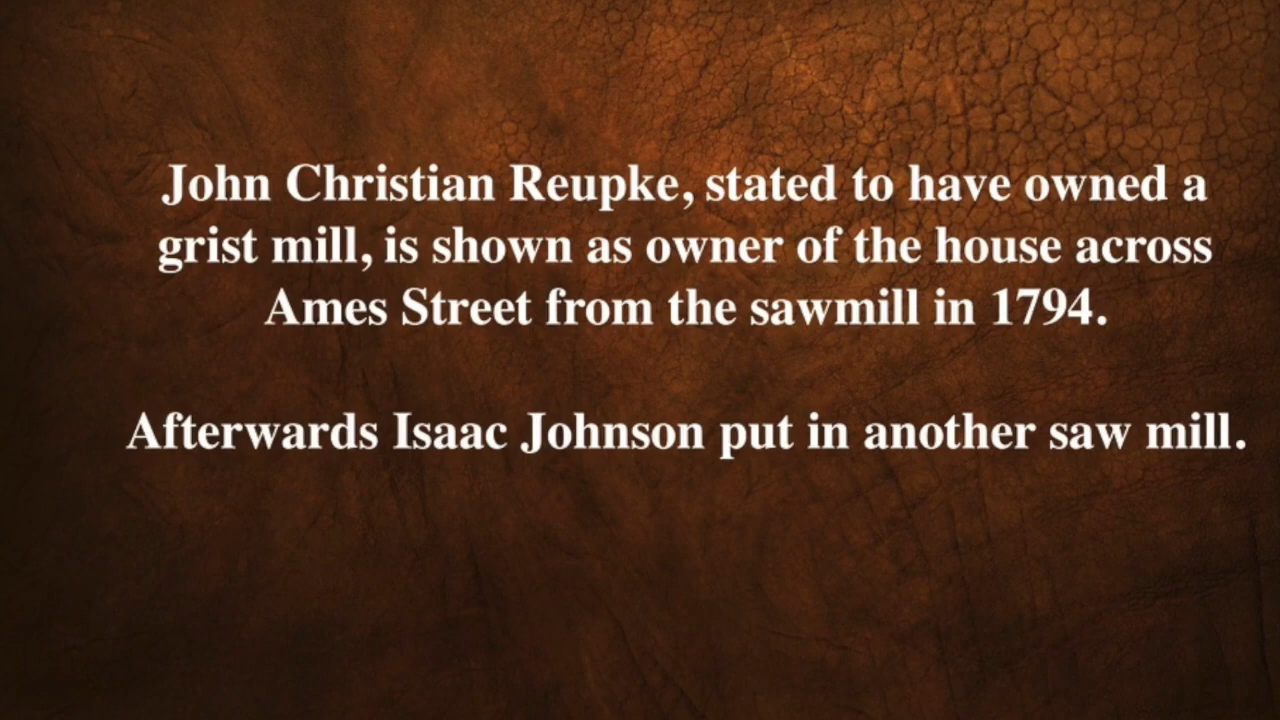 John Christian Reupke, stated to have owned a
grist mill, is shown as owner of the house across
Ames Street from the sawmill in 1794.
Afterwards Isaac Johnson put in another saw mill.